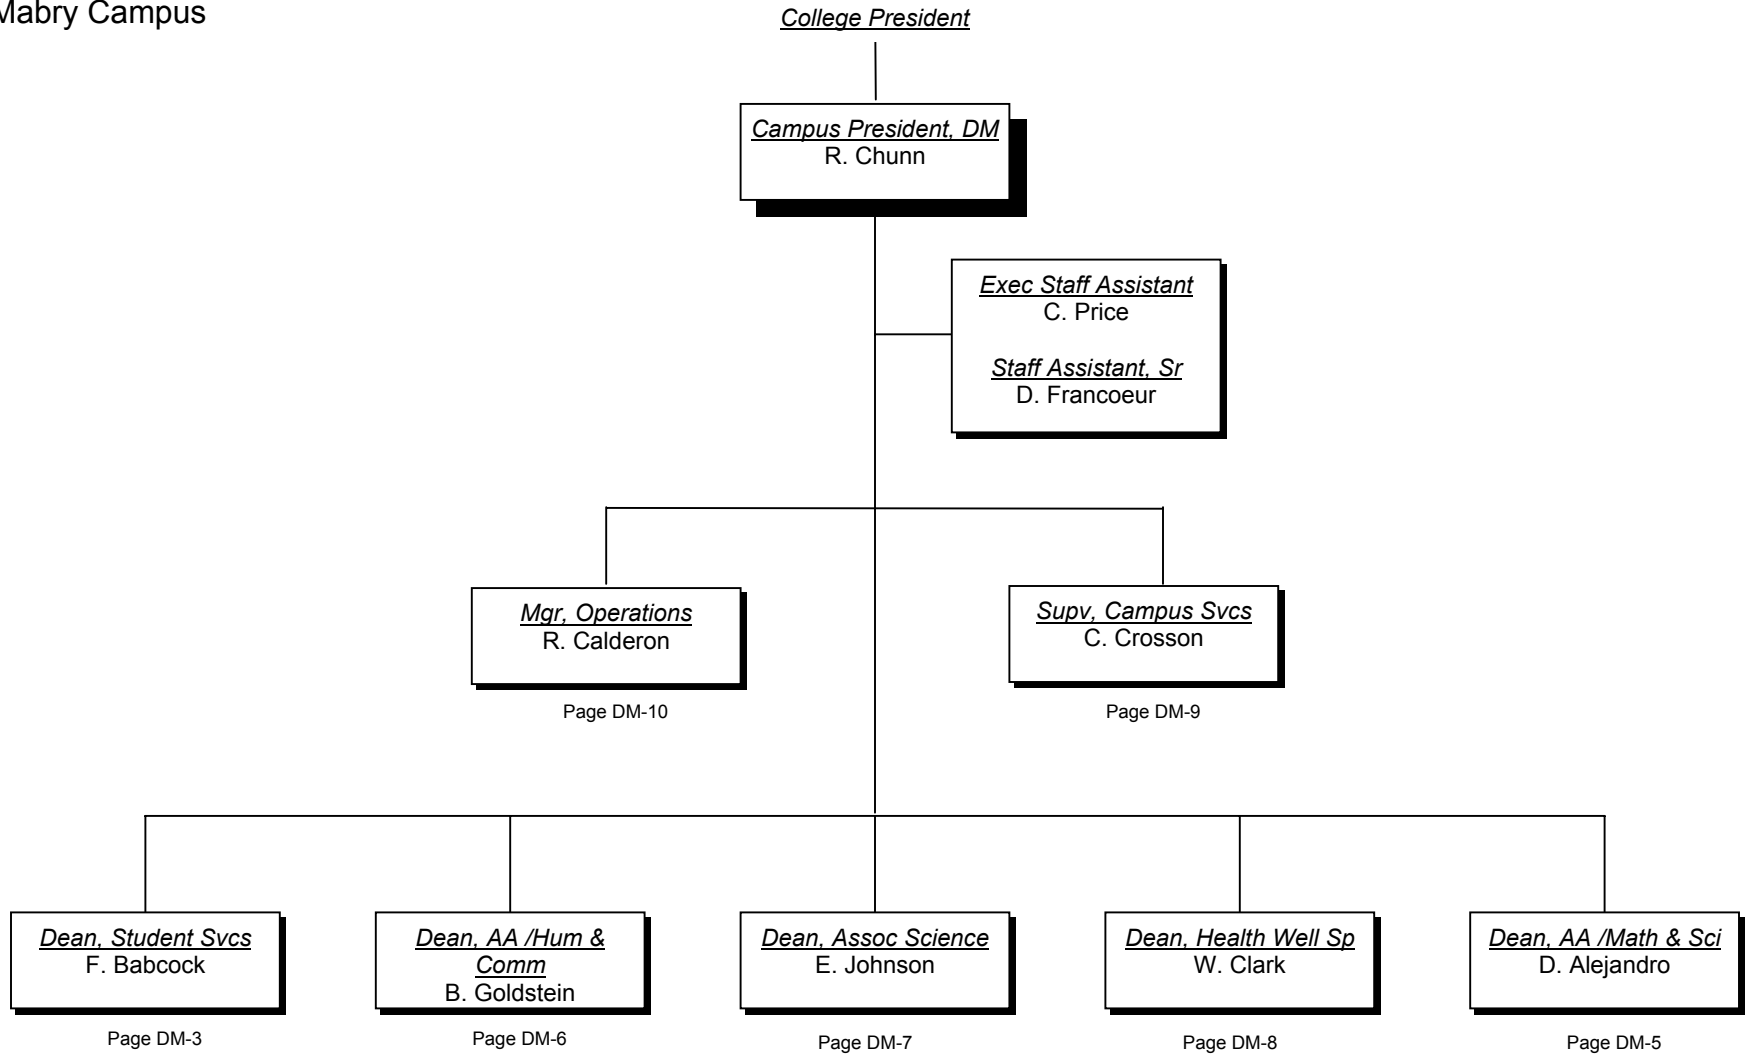 Mabry Campus
College President
Campus President, DM
R. Chunn
Exec Staff Assistant
C. Price
Staff Assistant, Sr
D. Francoeur
Mgr, Operations
R. Calderon
Page DM-10
Supv, Campus Svcs
C. Crosson
Page DM-9
Dean, Student Svcs
F. Babcock
Page DM-3
Dean, AA /Hum &
Comm
B. Goldstein
Page DM-6
Dean, Assoc Science
E. Johnson
Page DM-7
Dean, Health Well Sp
W. Clark
Page DM-8
Dean, AA /Math & Sci
D. Alejandro
Page DM-5